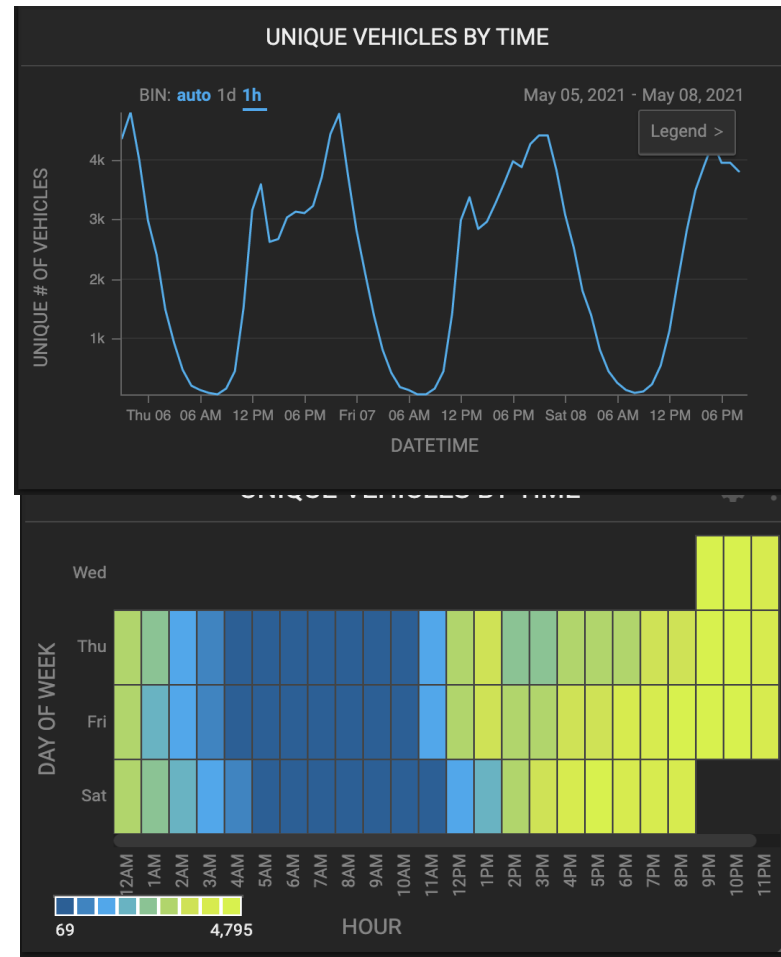 UNIQUE VEHICLES BY TIME
BIN: auto 1d 1h
May 05, 2021 - May 08, 2021
Legend >
4k
3k
2k
1k
UNIQUE # OF VEHICLES
Thu 06 06 AM 12 PM 06 PM Fri 07 06 AM 12 PM 06 PM Sat 08 06 AM 12 PM 06 PM
DATETIME
UNIQUE VEHICLES BY TIME
Wed
Thu
Fri
Sat
DAY OF WEEK
12AM 1AM 2AM 3AM 4AM 5AM 6AM 7AM 8AM 9AM 10AM 11AM 12PM 1PM 2PM 3PM 4PM 5PM 6PM 7PM 8PM 9PM 10PM 11PM
69 4,795
HOUR